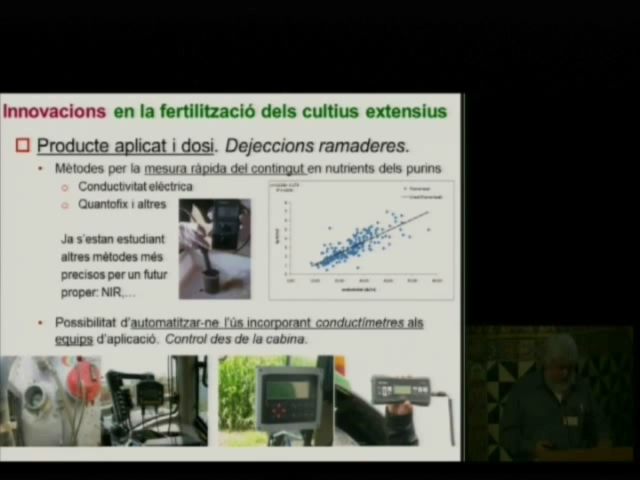 Innovacions en la fertilització dels cultius extensius
Producte aplicat i dosi. Dejeccions ramaderes.
Mètodes per la mesura ràpida del contingut en nutrients dels purins
Conductivitat elèctrica
Quantofix i altres
Ja s'estan estudiant
altres mètodes més
precisos per un futur
proper: NIR,...
Possibilitat d'automatitzar-ne l'ús incorporant conductímetres als
equips d'aplicació. Control des de la cabina.